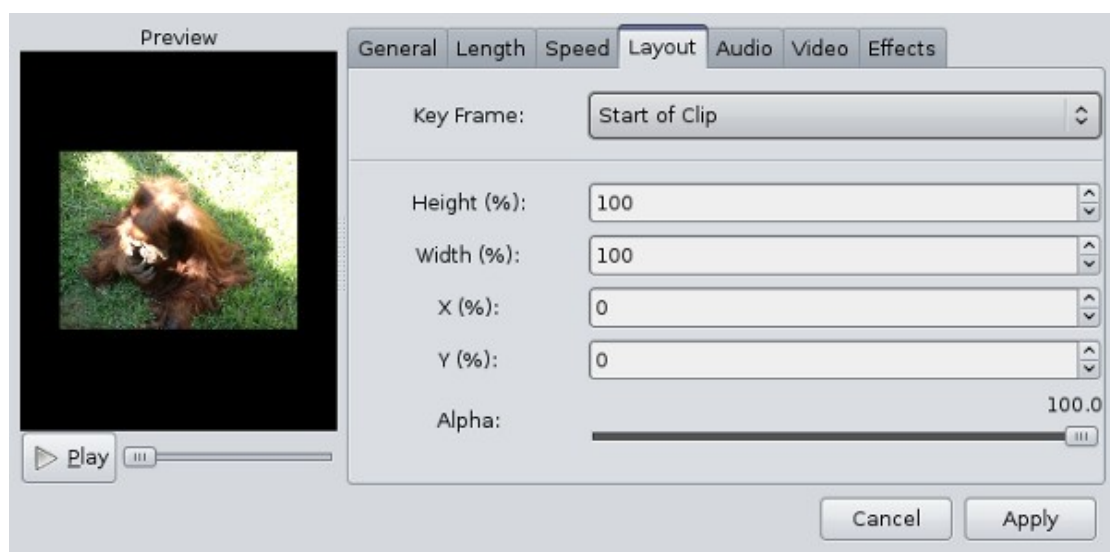 Preview
General Length Speed Layout Audio Video Effects
Key Frame: Start of Clip
Height (%): 100
Width (%): 100
X (%): 0
Y (%): 0
Alpha: 100.0
Play
Cancel Apply